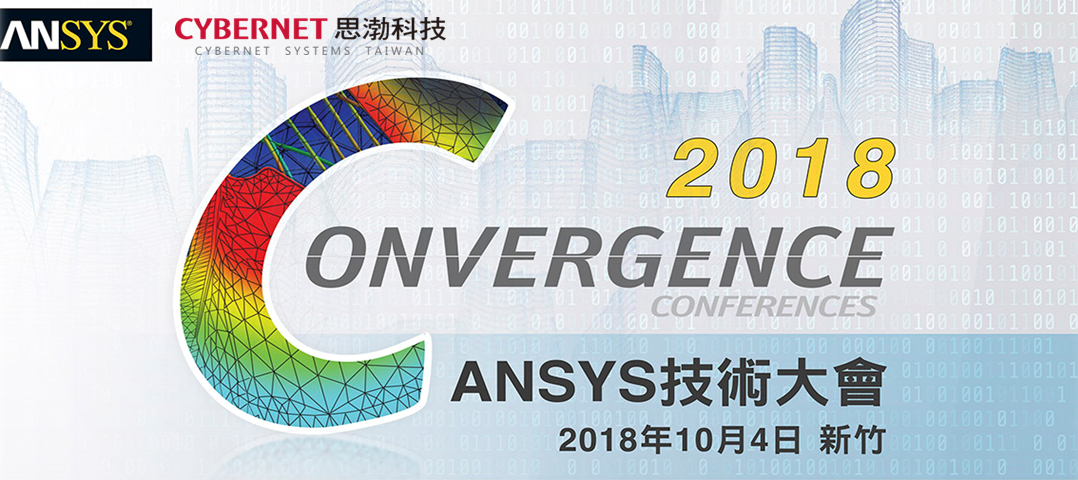 ANSYS®
CYBERNET 思渤科技
CYBERNET SYSTEMS TAIWAN
2018
CONVERGENCE
CONFERENCES
ANSYS技術大會
2018年10月4日 新竹